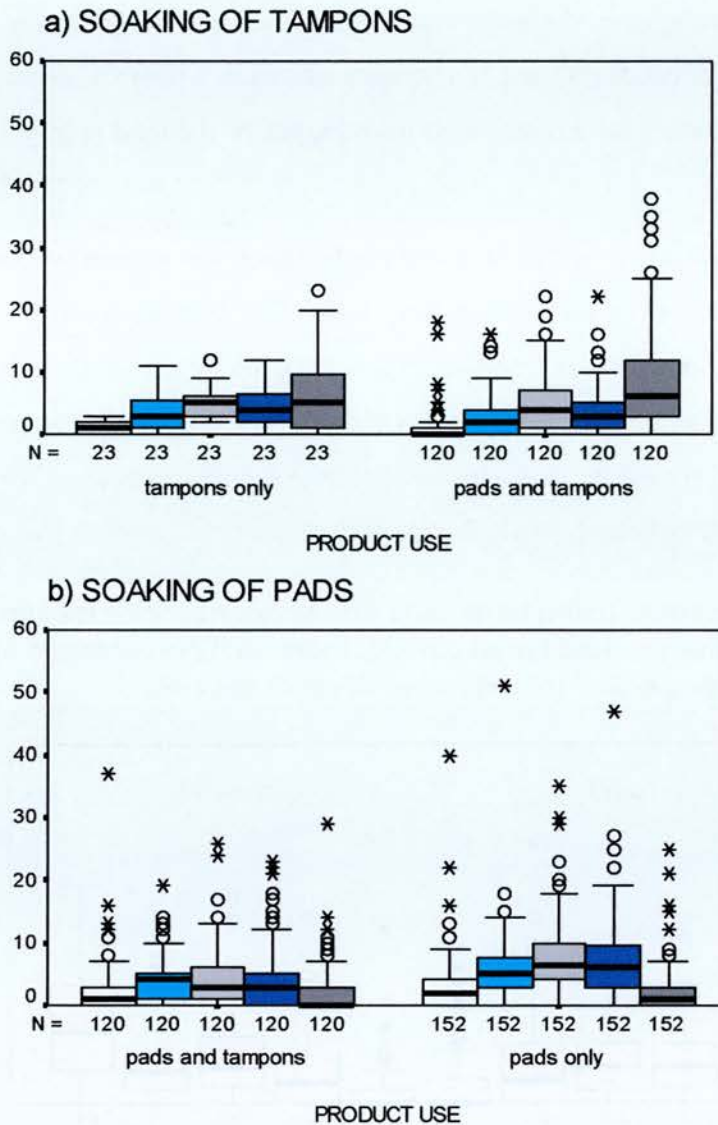 a) SOAKING OF TAMPONS
60
50
40
30
20
10
0
N = 23 23 23 23 23 120 120 120 120 120
tampons only pads and tampons
PRODUCT USE
b) SOAKING OF PADS
60
50
40
30
20
10
0
N = 120 120 120 120 120 152 152 152 152 152
pads and tampons pads only
PRODUCT USE